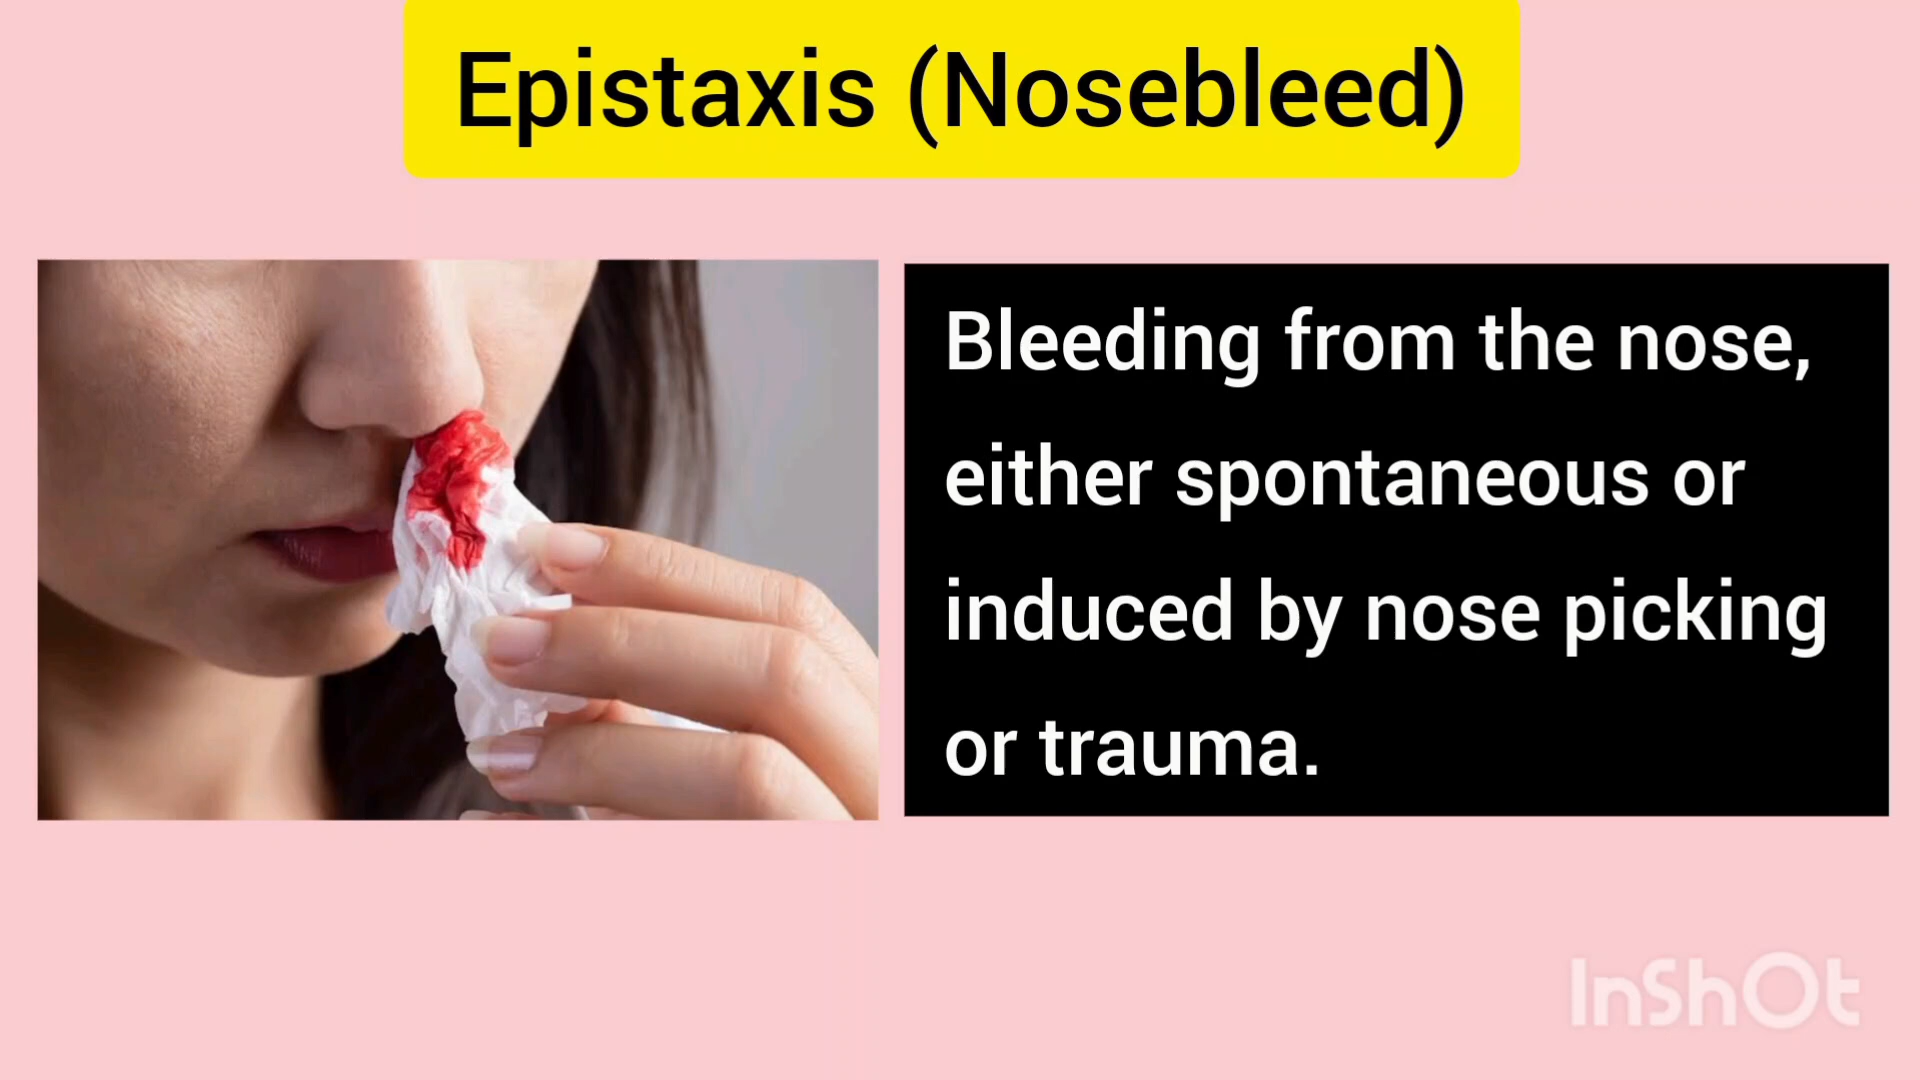 Epistaxis (Nosebleed)
Bleeding from the nose,
either spontaneous or
induced by nose picking
or trauma.
InShOt